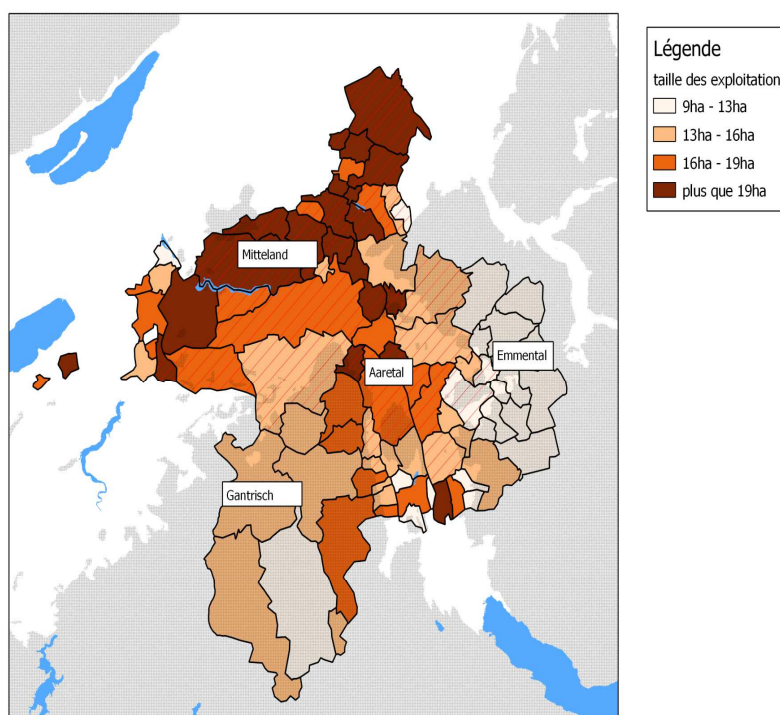 Légende
taille des exploitation
9ha - 13ha
13ha - 16ha
16ha - 19ha
plus que 19ha
Mitteland
Emmental
Aaretal
Gantrisch